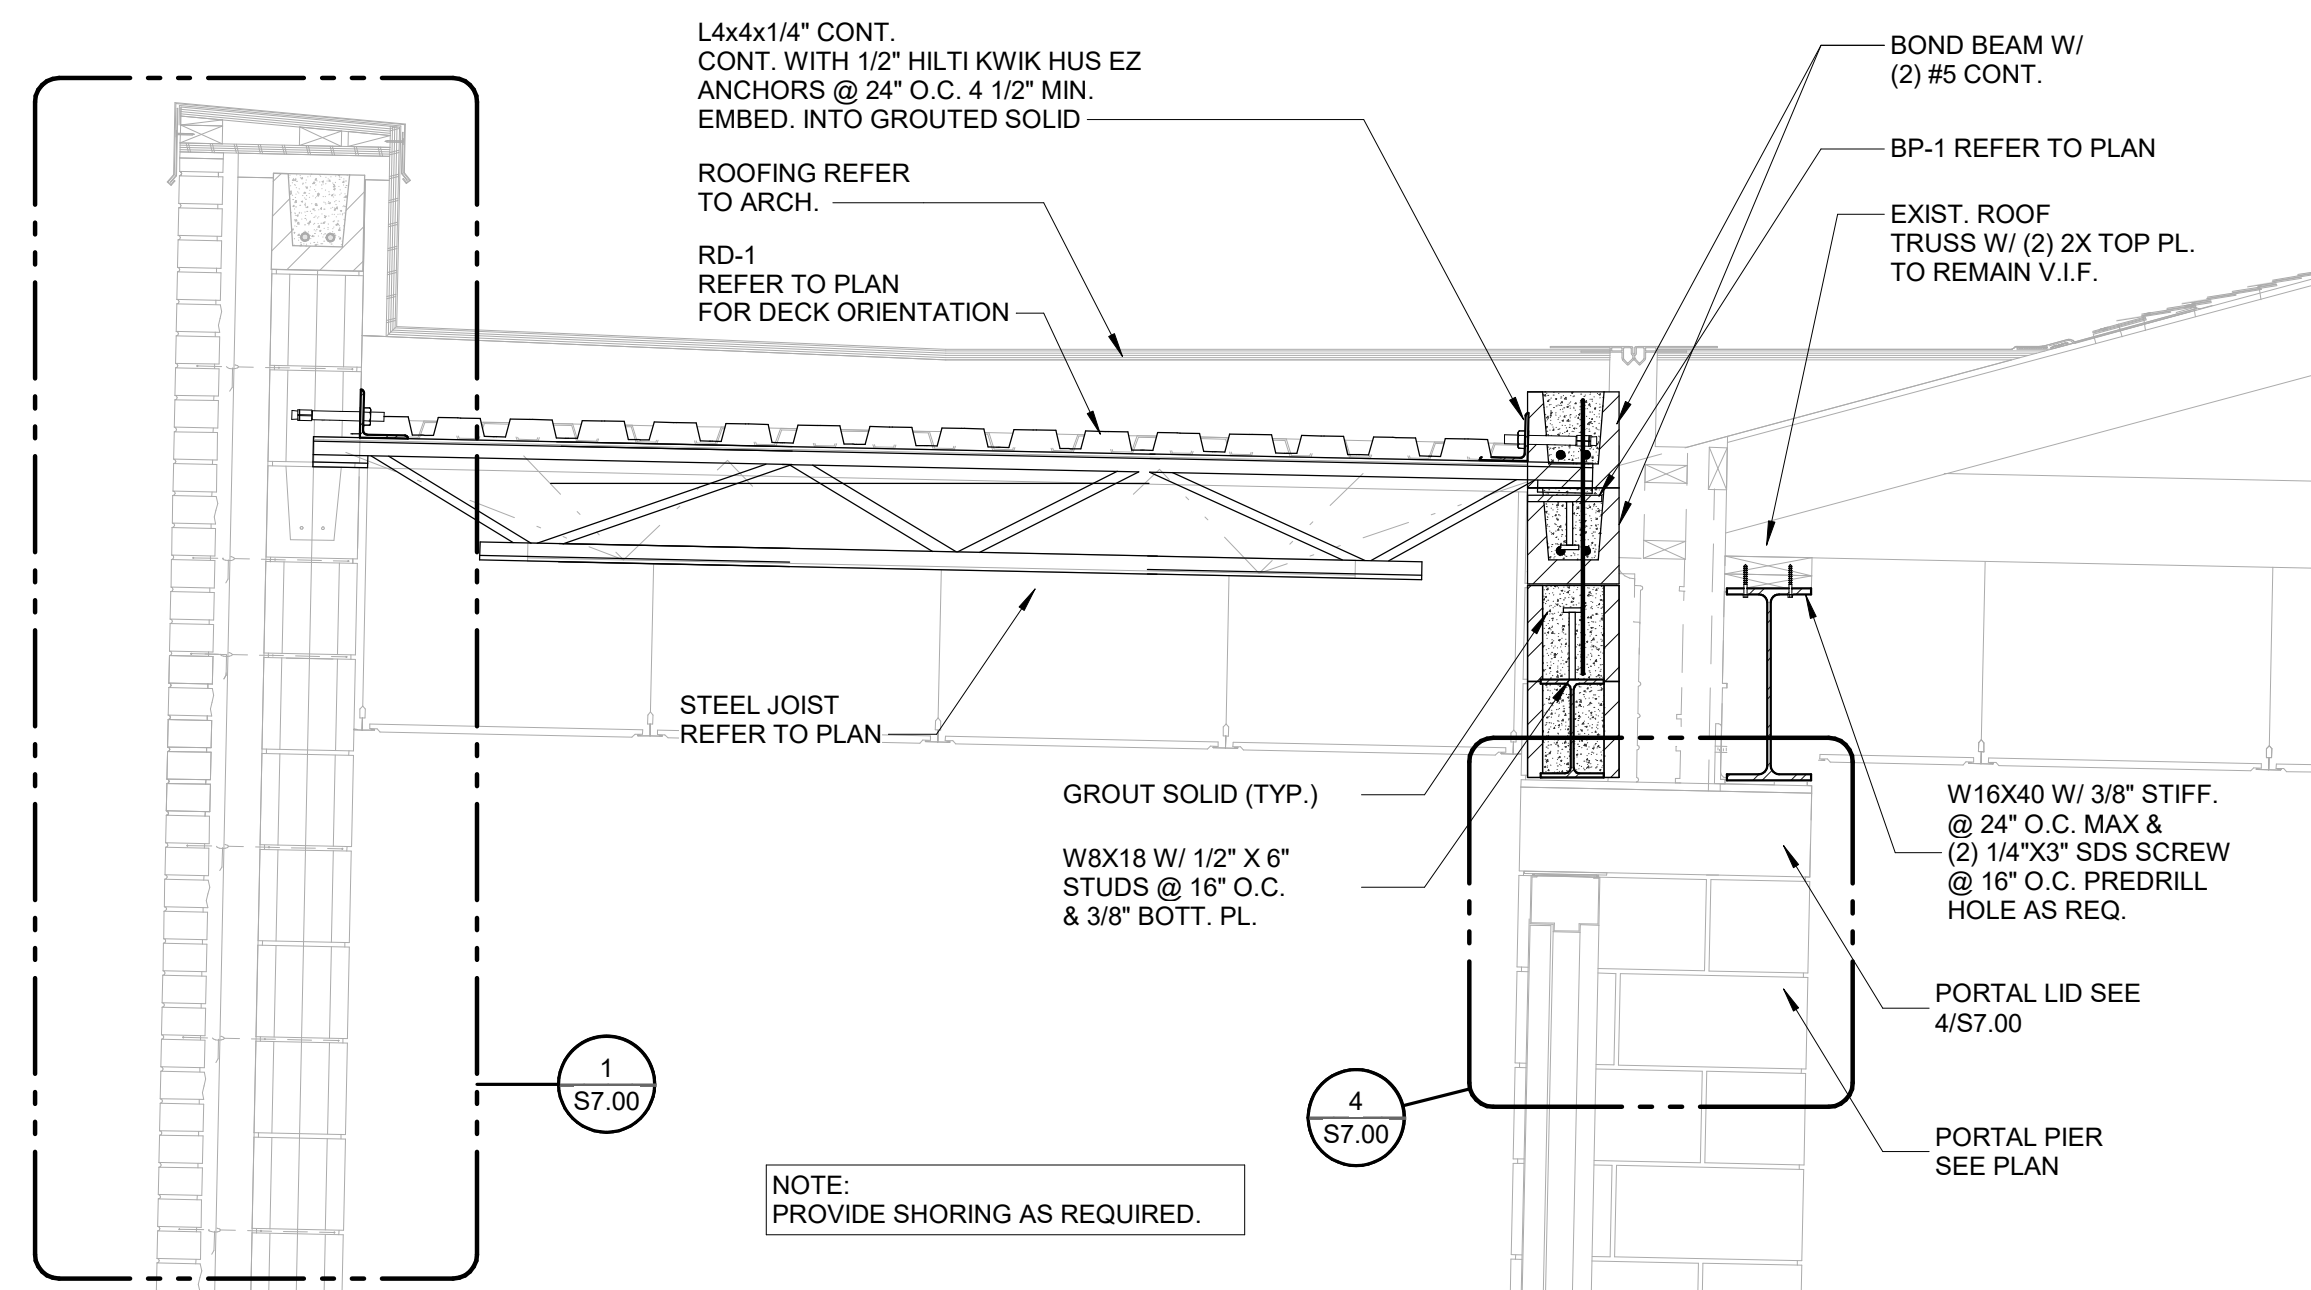 L4x4x1/4" CONT.
CONT. WITH 1/2" HILTI KWIK HUS EZ
ANCHORS @ 24" O.C. 4 1/2" MIN.
EMBED. INTO GROUTED SOLID
ROOFING REFER
TO ARCH.
RD-1
REFER TO PLAN
FOR DECK ORIENTATION
BOND BEAM W/
(2) #5 CONT.
BP-1 REFER TO PLAN
EXIST. ROOF
TRUSS W/ (2) 2X TOP PL.
TO REMAIN V.I.F.
STEEL JOIST
REFER TO PLAN
GROUT SOLID (TYP.)
W8X18 W/ 1/2" X 6"
STUDS @ 16" O.C.
& 3/8" BOTT. PL.
W16X40 W/ 3/8" STIFF.
@ 24" O.C. MAX &
(2) 1/4"X3" SDS SCREW
@ 16" O.C. PREDRILL
HOLE AS REQ.
PORTAL LID SEE
4/S7.00
PORTAL PIER
SEE PLAN
1
S7.00
4
S7.00
NOTE:
PROVIDE SHORING AS REQUIRED.